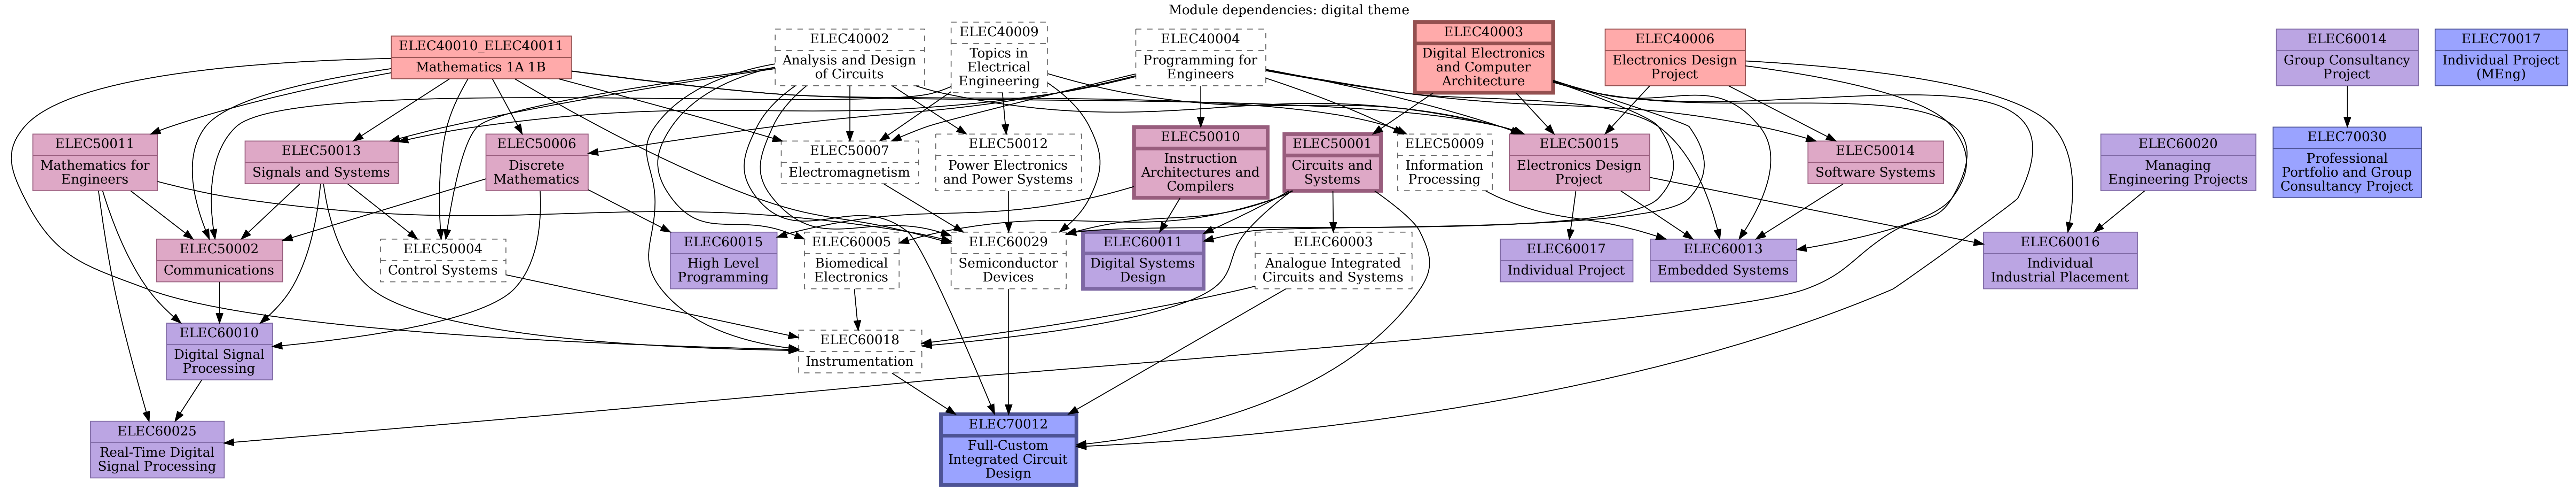 Module dependencies: digital theme
ELEC40010_ELEC40011
Mathematics 1A 1B
ELEC40002
Analysis and Design
of Circuits
ELEC40009
Topics in
Electrical
Engineering
ELEC40004
Programming for
Engineers
ELEC40003
Digital Electronics
and Computer
Architecture
ELEC40006
Electronics Design
Project
ELEC60014
Group Consultancy
Project
ELEC70017
Individual Project
(MEng)
ELEC50011
Mathematics for
Engineers
ELEC50013
Signals and Systems
ELEC50006
Discrete
Mathematics
ELEC50007
Electromagnetism
ELEC50012
Power Electronics
and Power Systems
ELEC50010
Instruction
Architectures and
Compilers
ELEC50001
Circuits and
Systems
ELEC50009
Information
Processing
ELEC50015
Electronics Design
Project
ELEC50014
Software Systems
ELEC60020
Managing
Engineering Projects
ELEC70030
Professional
Portfolio and Group
Consultancy Project
ELEC50002
Communications
ELEC50004
Control Systems
ELEC60015
High Level
Programming
ELEC60005
Biomedical
Electronics
ELEC60029
Semiconductor
Devices
ELEC60011
Digital Systems
Design
ELEC60003
Analogue Integrated
Circuits and Systems
ELEC60017
Individual Project
ELEC60013
Embedded Systems
ELEC60016
Individual
Industrial Placement
ELEC60010
Digital Signal
Processing
ELEC60018
Instrumentation
ELEC60025
Real-Time Digital
Signal Processing
ELEC70012
Full-Custom
Integrated Circuit
Design